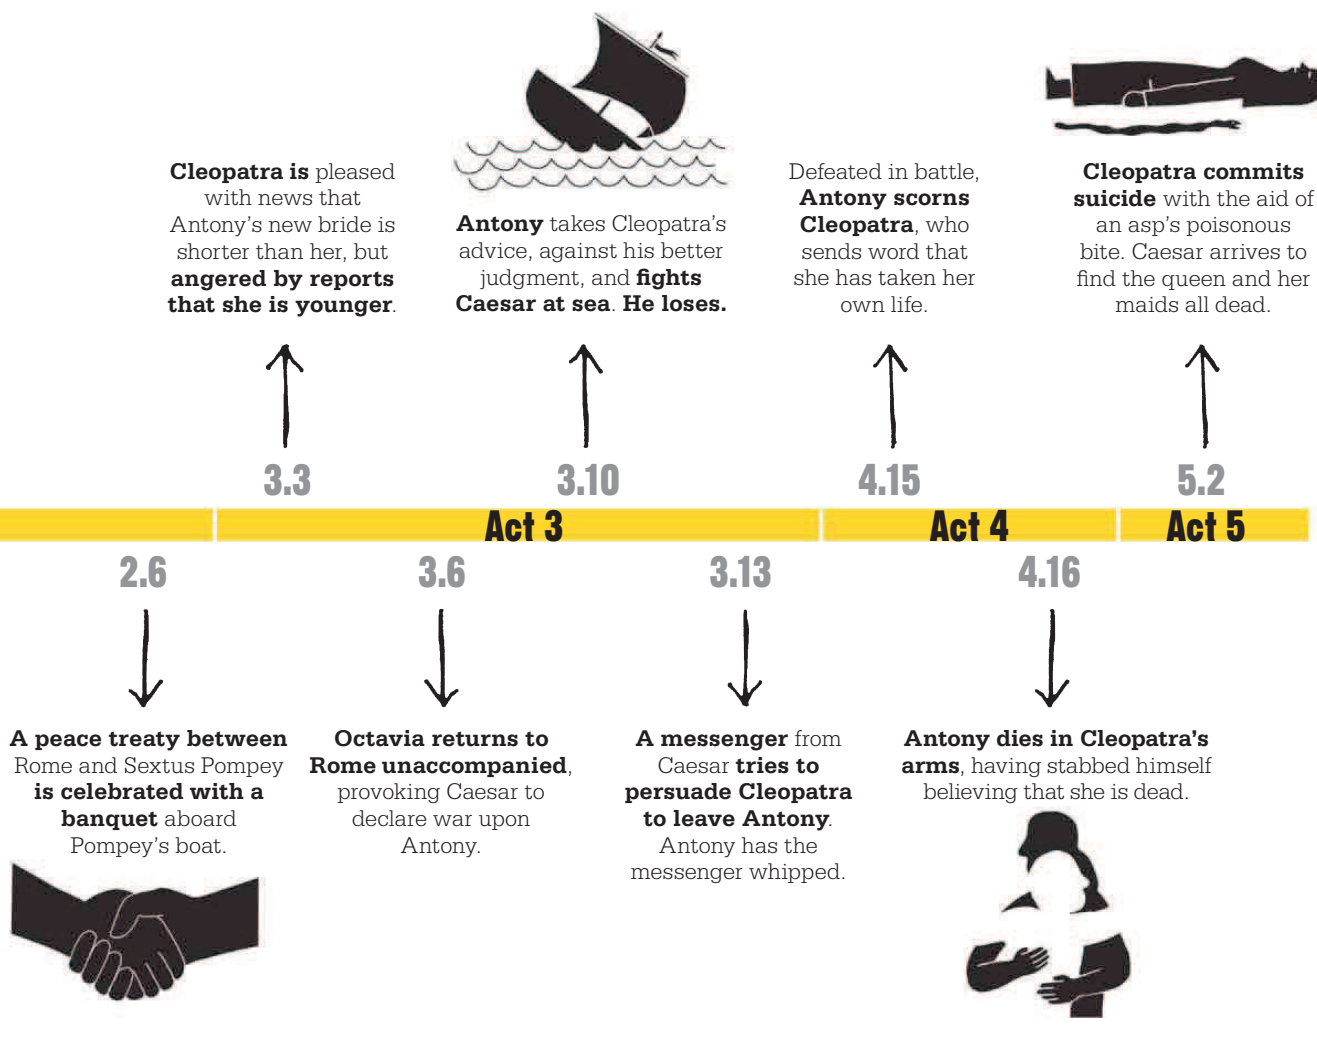 Cleopatra is pleased
with news that
Antony’s new bride is
shorter than her, but
angered by reports
that she is younger.
Antony takes Cleopatra’s
advice, against his better
judgment, and fights
Caesar at sea. He loses.
Defeated in battle,
Antony scorns
Cleopatra, who
sends word that
she has taken her
own life.
Cleopatra commits
suicide with the aid of
an asp’s poisonous
bite. Caesar arrives to
find the queen and her
maids all dead.
3.3
3.10
4.15
5.2
Act 3
Act 4
Act 5
2.6
3.6
3.13
4.16
A peace treaty between
Rome and Sextus Pompey
is celebrated with a
banquet aboard
Pompey’s boat.
Octavia returns to
Rome unaccompanied,
provoking Caesar to
declare war upon
Antony.
A messenger from
Caesar tries to
persuade Cleopatra
to leave Antony.
Antony has the
messenger whipped.
Antony dies in Cleopatra’s
arms, having stabbed himself
believing that she is dead.